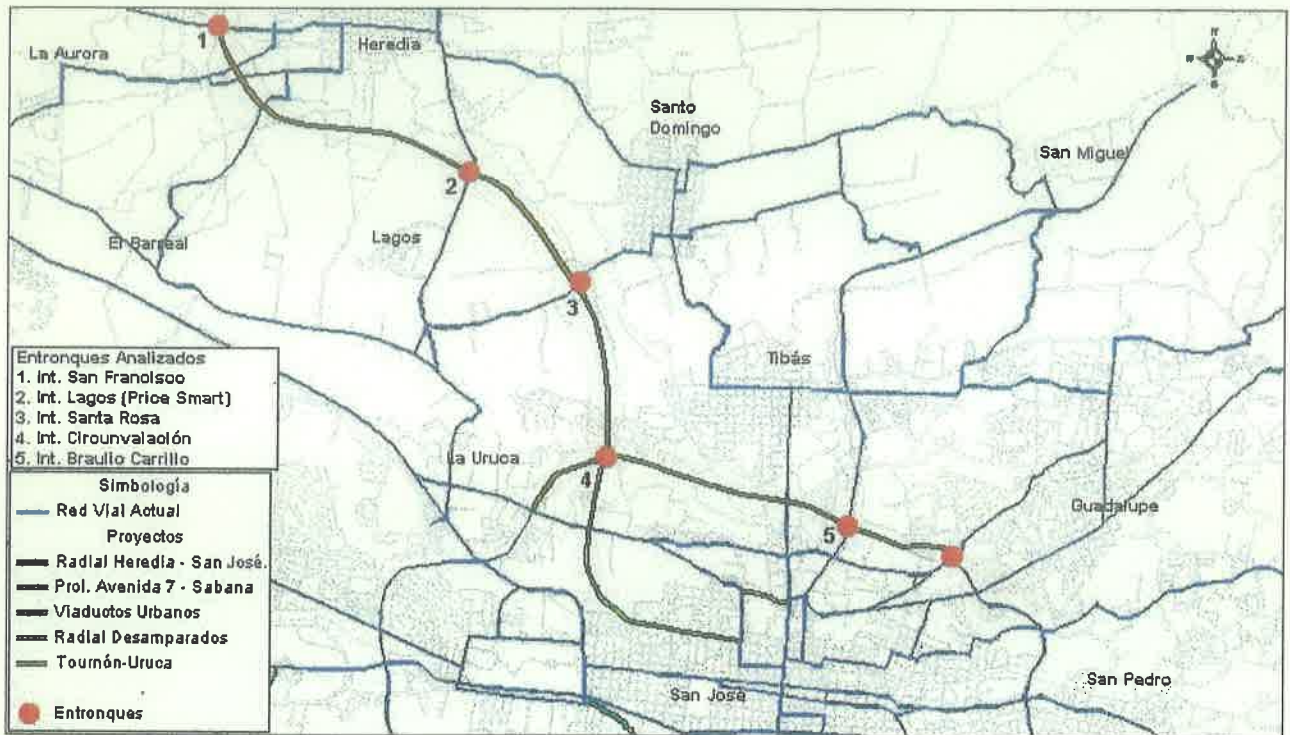 La Aurora
1
Heredia
Santo
Domingo
San Miguel
N
S
2
El Barreal
Lagos
3
Tibás
Entronques Analizados
1. Int. San Francisco
2. Int. Lagos (Price Smart)
3. Int. Santa Rosa
4. Int. Cirounvalaolón
5. Int. Braulio Carrillo
La Uruca
4
5
Guadalupe
Simbología
Red Vial Actual
Proyectos
Radial Heredia - San José.
Prol. Avenida 7 - Sabana
Viaductos Urbanos
Radial Desamparados
Tournón-Uruca
Entronques
San José
San Pedro